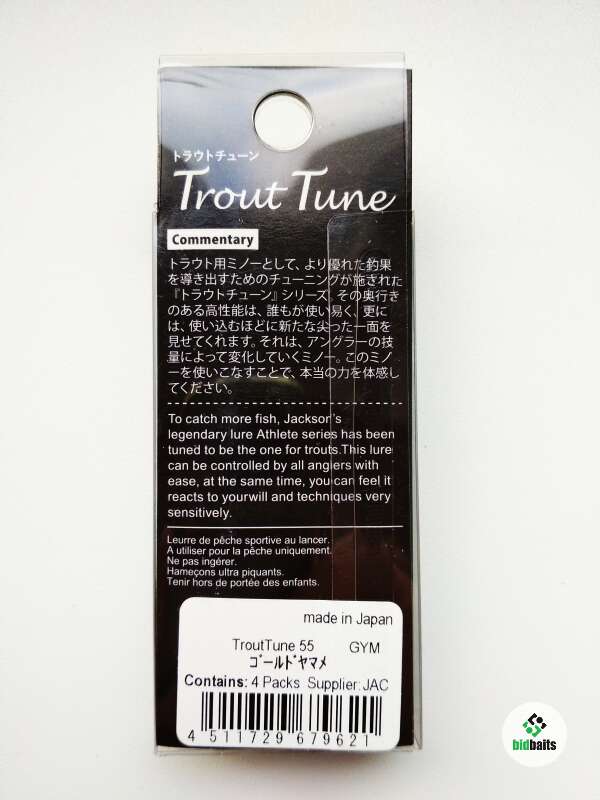 トラウトチューン
Trout Tune
Commentary
トラウト用ミノーとして、より優れた釣果
を導き出すためのチューニングが施された
『トラウトチューン』シリーズ。その奥行き
のある高性能は、誰もが使い易く、更に
は、使い込むほどに新たな尖った一面を
見せてくれます。それは、アングラーの技
量によって変化していくミノー。このミノ
ーを使いこなすことで、本当の力を体感し
てください。
To catch more fish, Jackson's
legendary lure Athlete series has been
tuned to be the one for trouts.This lure
can be controlled by all anglers with
ease, at the same time, you can feel it
reacts to yourwill and techniques very
sensitively.
Leurre de pêche sportive au lancer.
A utiliser pour la pêche uniquement.
Ne pas ingérer.
Hameçons ultra piquants.
Tenir hors de portée des enfants.
made in Japan
TroutTune 55 GYM
ゴールドヤマメ
Contains: 4 Packs Supplier: JAC
4 511729 679621
bidbaits